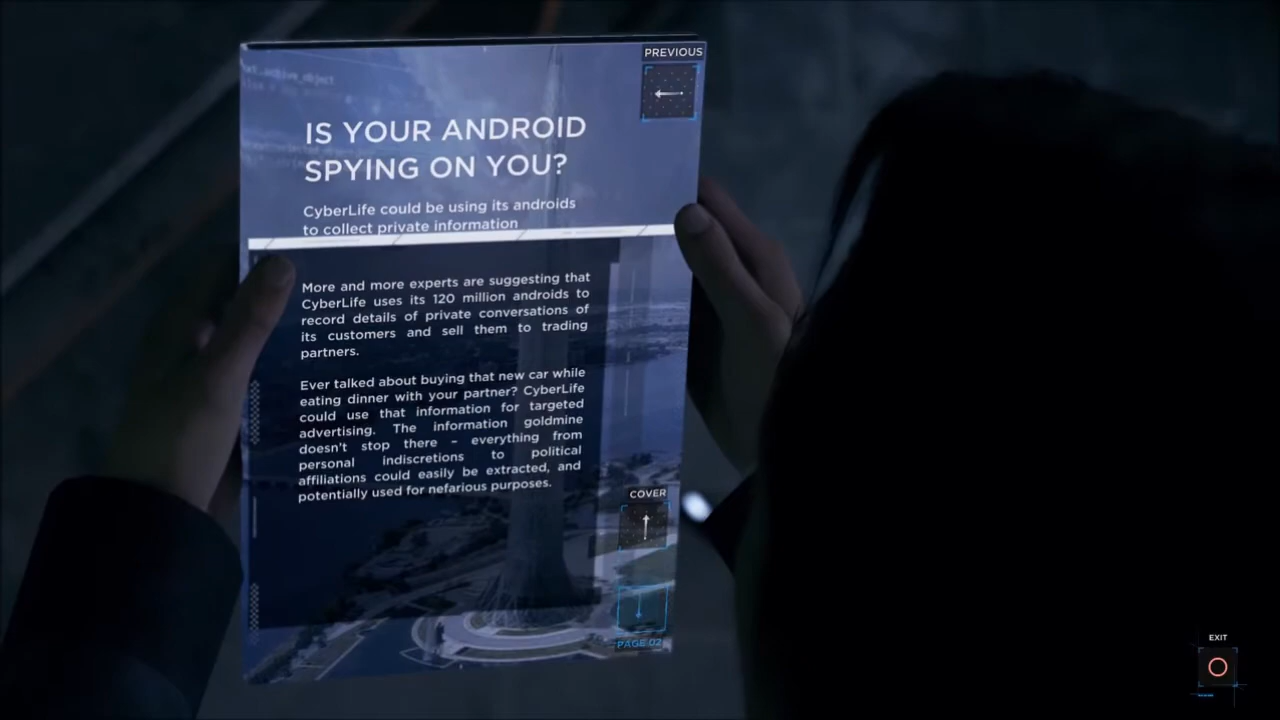 PREVIOUS
IS YOUR ANDROID
SPYING ON YOU?
CyberLife could be using its androids
to collect private information
More and more experts are suggesting that
CyberLife uses its 120 million androids to
record details of private conversations of
its customers and sell them to trading
partners.
Ever talked about buying that new car while
eating dinner with your partner? CyberLife
could use that information for targeted
advertising. The information goldmine
doesn't stop there – everything from
personal indiscretions to political
affiliations could easily be extracted, and
potentially used for nefarious purposes.
COVER
PAGE 02
EXIT